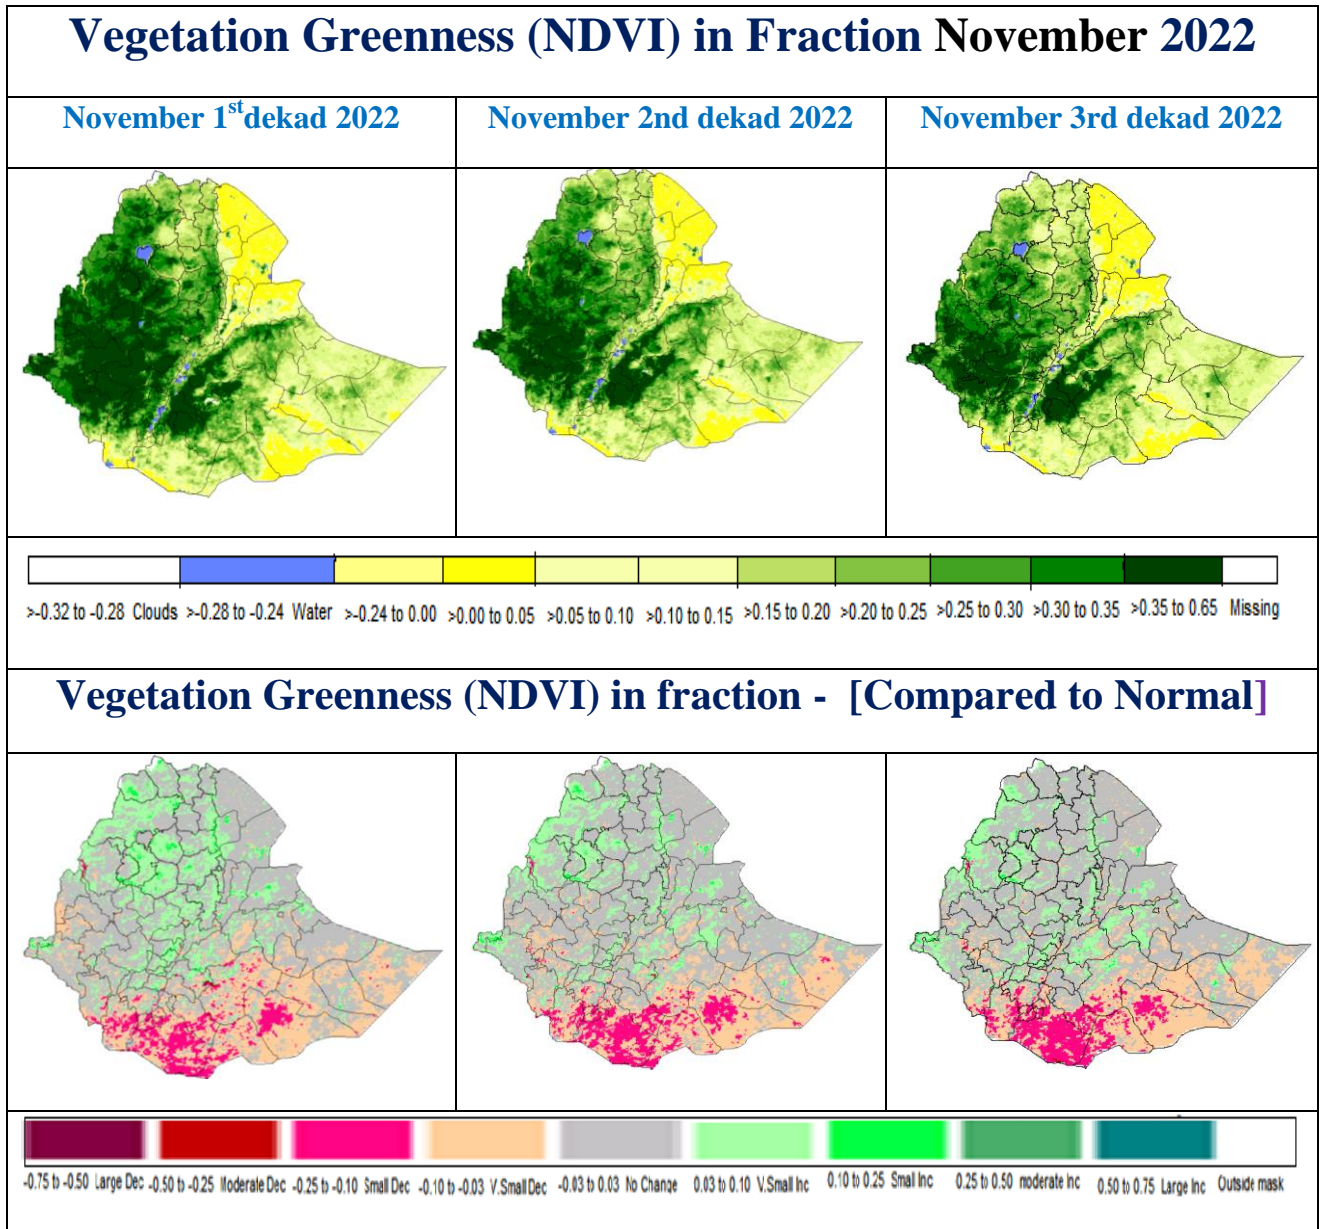 Vegetation Greenness (NDVI) in Fraction November 2022
November 1stdekad 2022
November 2nd dekad 2022
November 3rd dekad 2022
>-0.32 to -0.28 Clouds >-0.28 to -0.24 Water >-0.24 to 0.00 >0.00 to 0.05 >0.05 to 0.10 >0.10 to 0.15 >0.15 to 0.20 >0.20 to 0.25 >0.25 to 0.30 >0.30 to 0.35 >0.35 to 0.65 Missing
Vegetation Greenness (NDVI) in fraction - [Compared to Normal]
-0.75 to -0.50 Large Dec -0.50 to -0.25 Moderate Dec -0.25 to -0.10 Small Dec -0.10 to -0.03 V.Small Dec -0.03 to 0.03 No Change 0.03 to 0.10 V.Small Inc 0.10 to 0.25 Small Inc 0.25 to 0.50 moderate Inc 0.50 to 0.75 Large Inc Outside mask